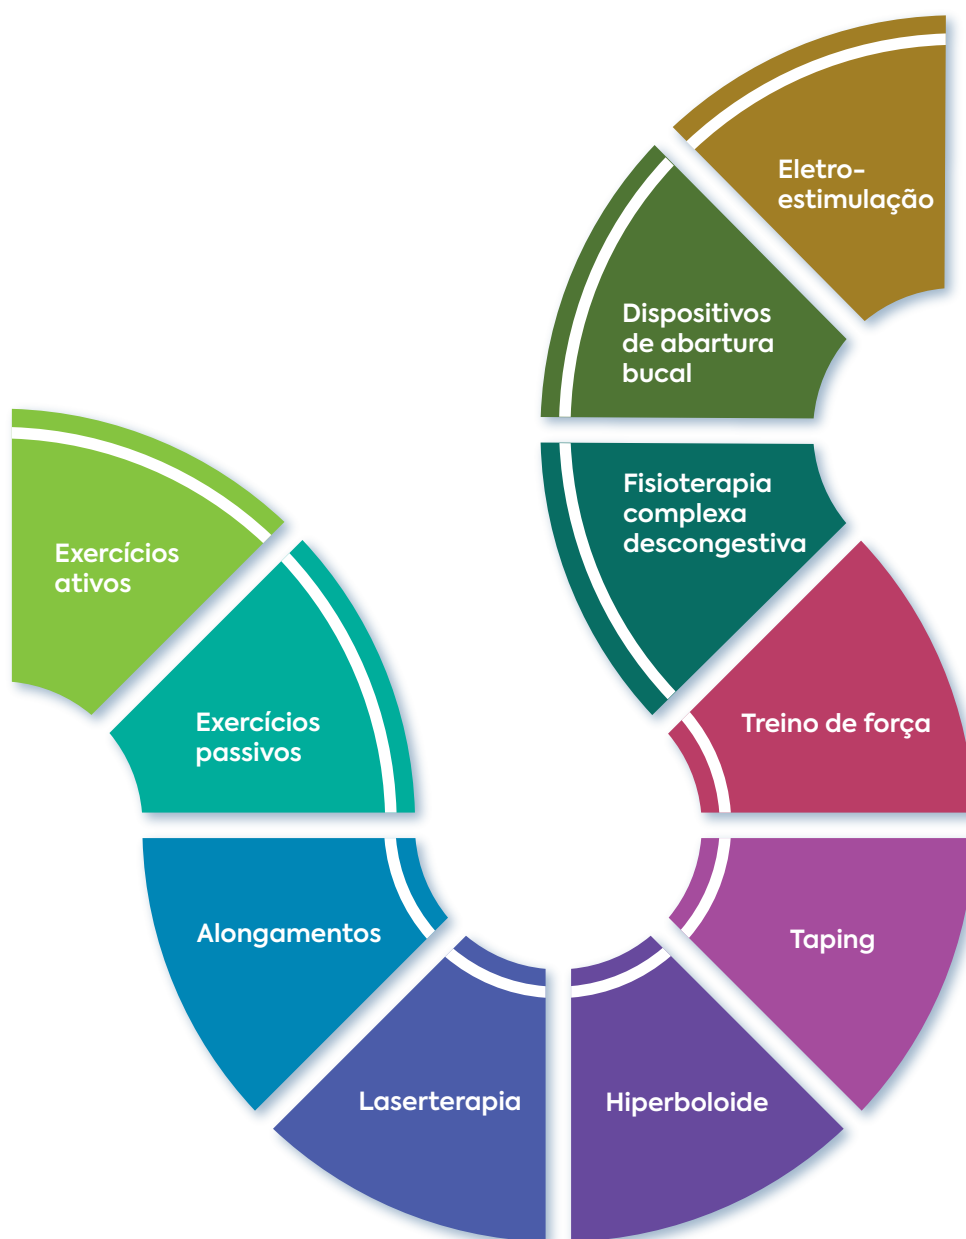 Eletro-
estimulação
Dispositivos
de abartura
bucal
Fisioterapia
complexa
descongestiva
Exercícios
ativos
Exercícios
passivos
Treino de força
Alongamentos
Taping
Laserterapia
Hiperboloide